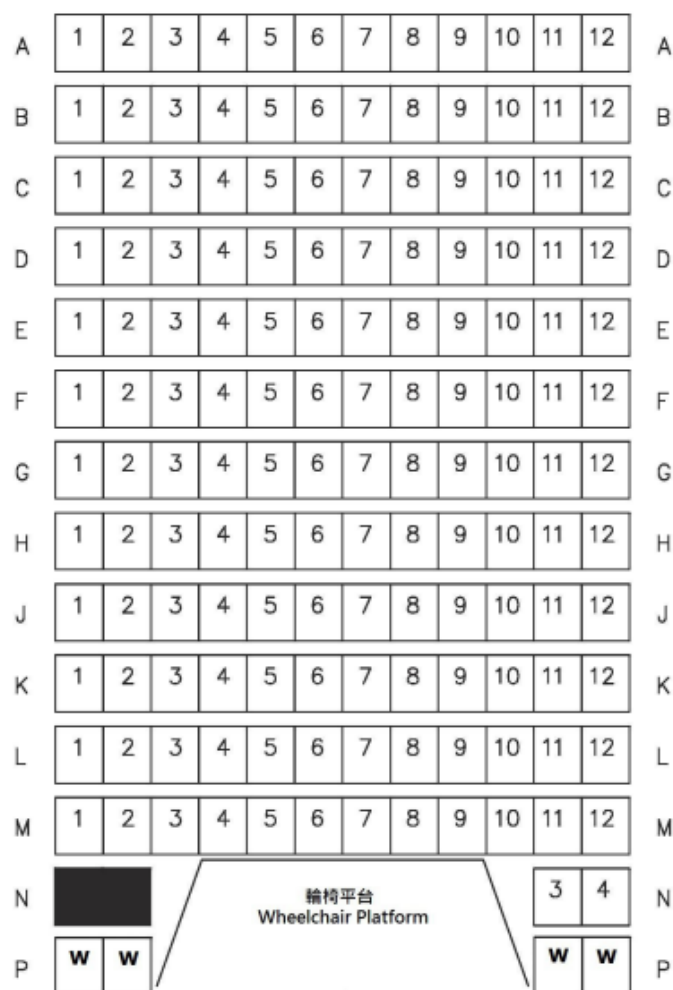 A 1 2 3 4 5 6 7 8 9 10 11 12 A
B 1 2 3 4 5 6 7 8 9 10 11 12 B
C 1 2 3 4 5 6 7 8 9 10 11 12 C
D 1 2 3 4 5 6 7 8 9 10 11 12 D
E 1 2 3 4 5 6 7 8 9 10 11 12 E
F 1 2 3 4 5 6 7 8 9 10 11 12 F
G 1 2 3 4 5 6 7 8 9 10 11 12 G
H 1 2 3 4 5 6 7 8 9 10 11 12 H
J 1 2 3 4 5 6 7 8 9 10 11 12 J
K 1 2 3 4 5 6 7 8 9 10 11 12 K
L 1 2 3 4 5 6 7 8 9 10 11 12 L
M 1 2 3 4 5 6 7 8 9 10 11 12 M
N 3 4 N
輪椅平台
Wheelchair Platform
P W W W W P